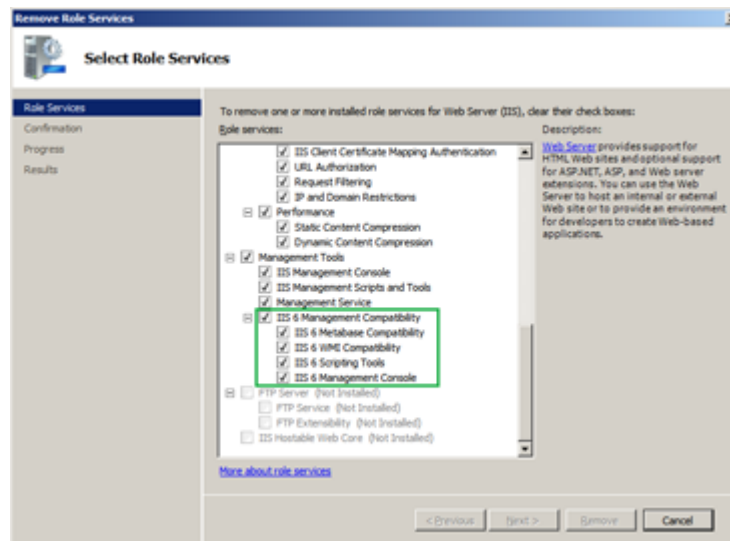 Remove Role Services
Select Role Services
Role Services
Confirmation
Progress
Results
To remove one or more installed role services for Web Server (IIS), clear their check boxes:
Role services:
IIS Client Certificate Mapping Authentication
URL Authorization
Request Filtering
IP and Domain Restrictions
Performance
Static Content Compression
Dynamic Content Compression
Management Tools
IIS Management Console
IIS Management Scripts and Tools
Management Service
IIS 6 Management Compatibility
IIS 6 Metabase Compatibility
IIS 6 WMI Compatibility
IIS 6 Scripting Tools
IIS 6 Management Console
FTP Server (Not Installed)
FTP Service (Not Installed)
FTP Extensibility (Not Installed)
IIS Hostable Web Core (Not Installed)
More about role services
Description:
Web Server provides support for
HTML Web sites and optional support
for ASP.NET, ASP, and Web server
extensions. You can use the Web
Server to host an internal or external
Web site or to provide an environment
for developers to create Web-based
applications.
< Previous
Next >
Remove
Cancel